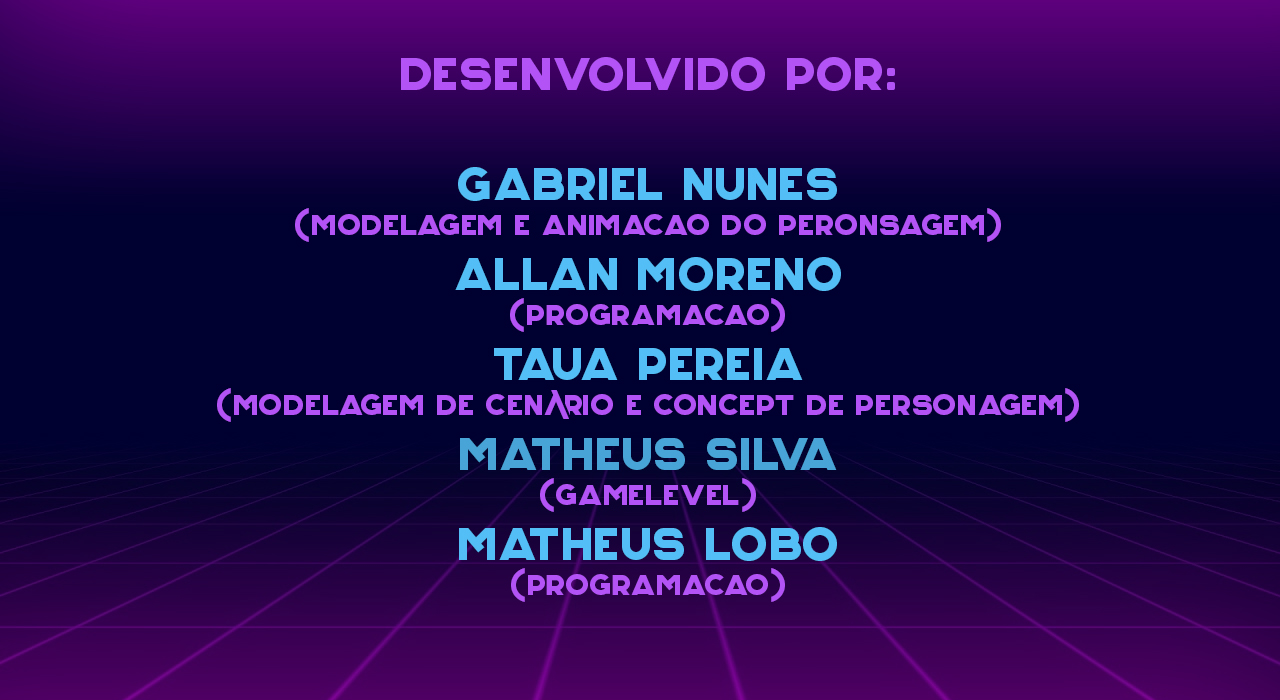 DESENVOLVIDO POR:
GABRIEL NUNES
(MODELAGEM E ANIMACAO DO PERONSAGEM)
ALLAN MORENO
(PROGRAMACAO)
TAUA PEREIA
(MODELAGEM DE CENÁRIO E CONCEPT DE PERSONAGEM)
MATHEUS SILVA
(GAMELEVEL)
MATHEUS LOBO
(PROGRAMACAO)